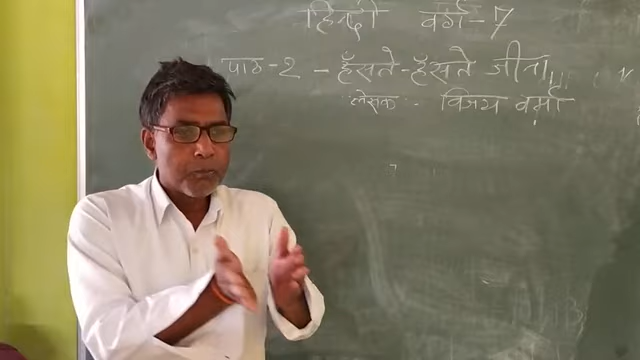 हिन्दी वर्ग-7
पाठ-2 - हँसते-हँसते जीना
लेखक :- विजय वर्मा